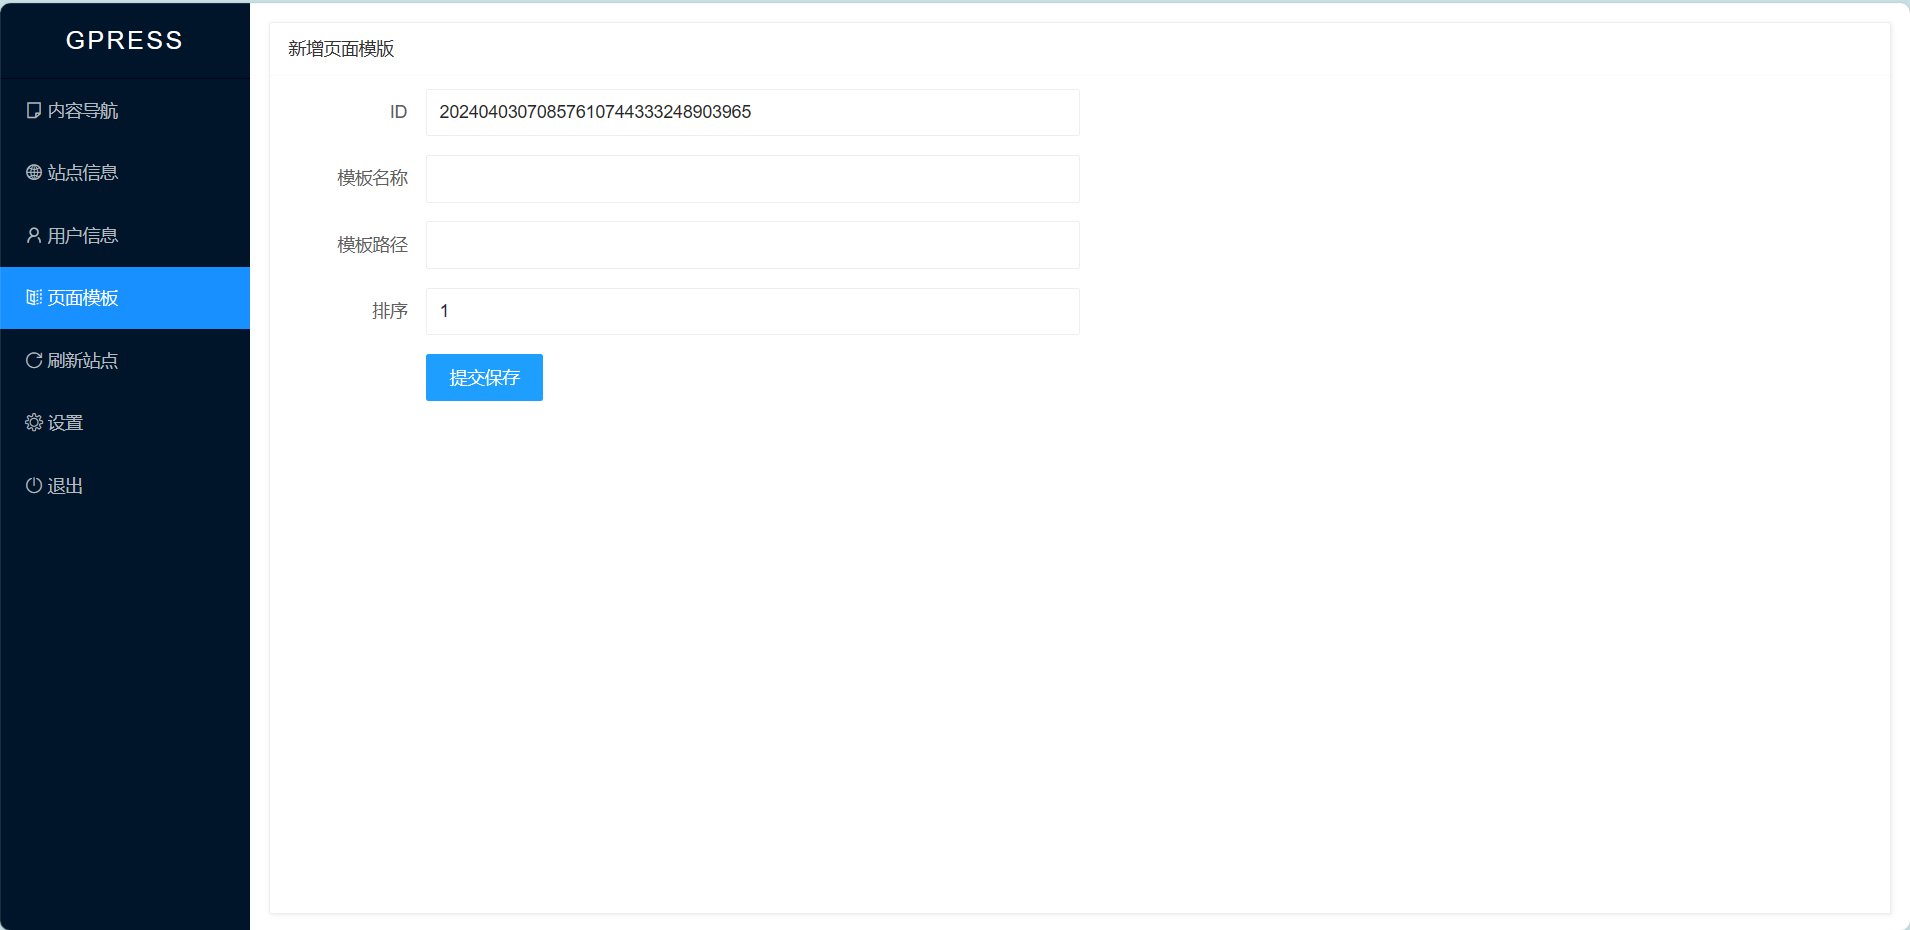 GPRESS
内容导航
站点信息
用户信息
页面模板
刷新站点
设置
退出
新增页面模版
ID
20240403070857610744333248903965
模板名称
模板路径
排序
1
提交保存